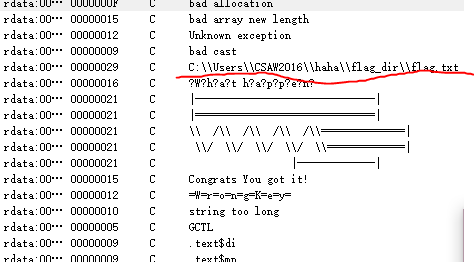 rdata:00… 0000000F C bad allocation
rdata:00… 00000015 C bad array new length
rdata:00… 00000012 C Unknown exception
rdata:00… 00000009 C bad cast
rdata:00… 00000029 C C:\\Users\\CSAW2016\\haha\\flag_dir\\flag.txt
rdata:00… 00000016 C ?W?h?a?t h?a?p?p?e?n?
rdata:00… 00000021 C |------------------------------|
rdata:00… 00000021 C |==============================|
rdata:00… 00000021 C \\  /\\  /\\  /\\  /\\==============|
rdata:00… 00000021 C  \\/  \\/  \\/  \\/  \\=============|
rdata:00… 00000021 C                    |-------------|
rdata:00… 00000015 C Congrats You got it!
rdata:00… 00000012 C =W=r=o=n=g=K=e=y=
rdata:00… 00000010 C string too long
rdata:00… 00000005 C GCTL
rdata:00… 00000009 C .text$di
rdata:00… 00000009 C .text$mn